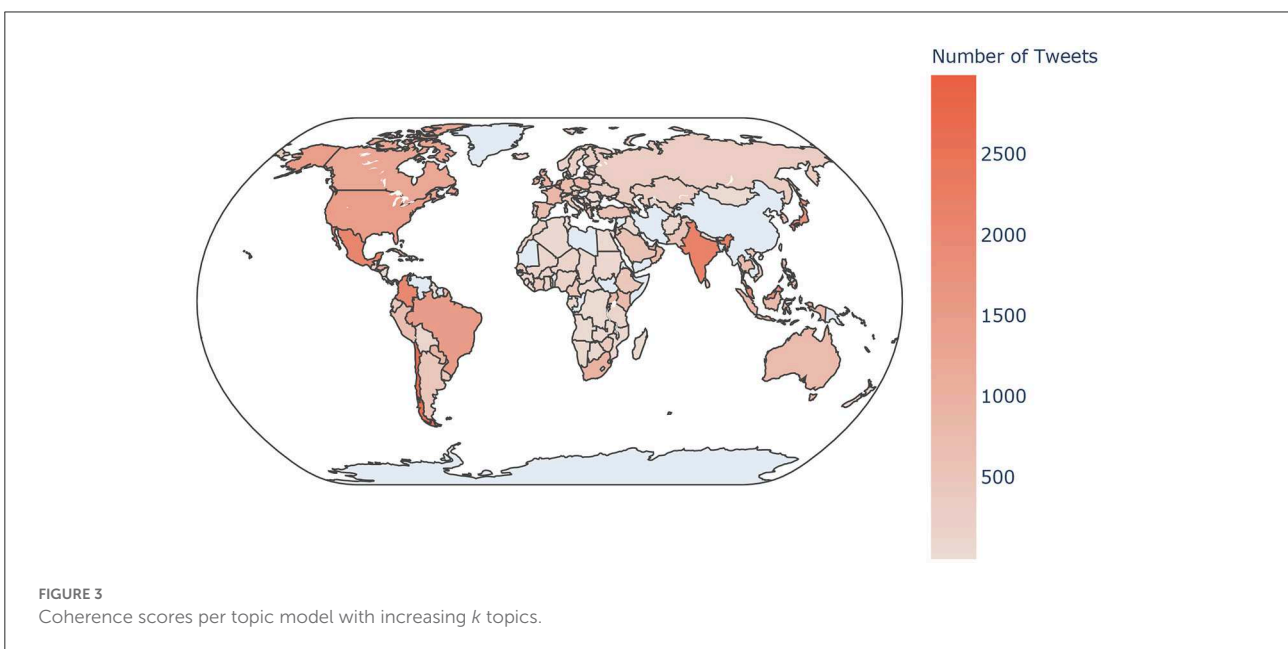 Number of Tweets
2500
2000
1500
1000
500
FIGURE 3
Coherence scores per topic model with increasing k topics.